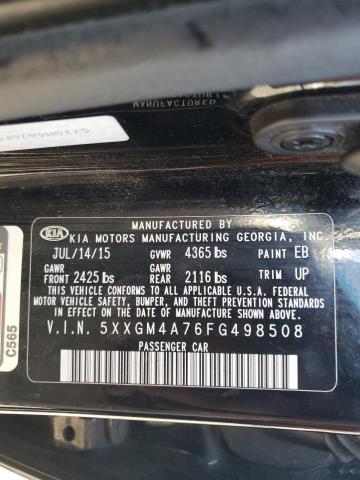 MANUFACTURED BY
KIA KIA MOTORS MANUFACTURING GEORGIA, INC.
JUL/14/15 GVWR 4365 lbs PAINT EB
GAWR FRONT 2425 lbs GAWR REAR 2116 lbs TRIM UP
THIS VEHICLE CONFORMS TO ALL APPLICABLE U.S.A. FEDERAL
MOTOR VEHICLE SAFETY, BUMPER, AND THEFT PREVENTION STANDARDS
IN EFFECT ON THE DATE OF MANUFACTURE SHOWN ABOVE.
V.I.N. 5XXGM4A76FG498508
PASSENGER CAR
C565
MANUFACTURED